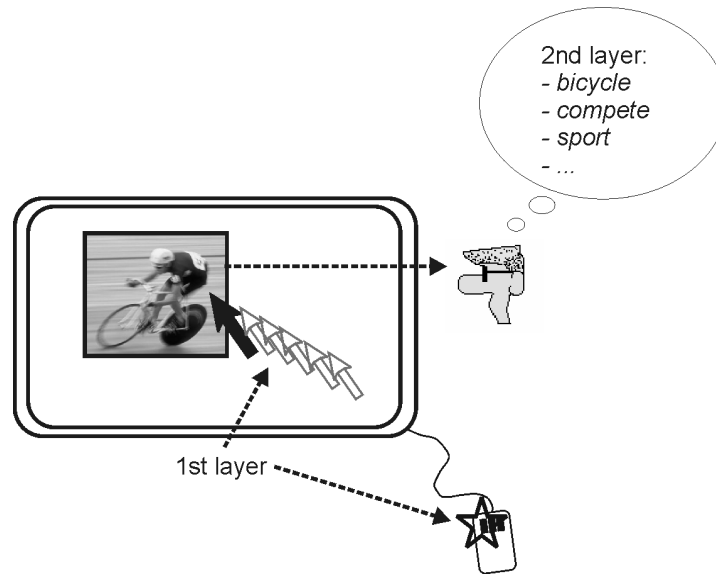 2nd layer:
- bicycle
- compete
- sport
- ...
1st layer